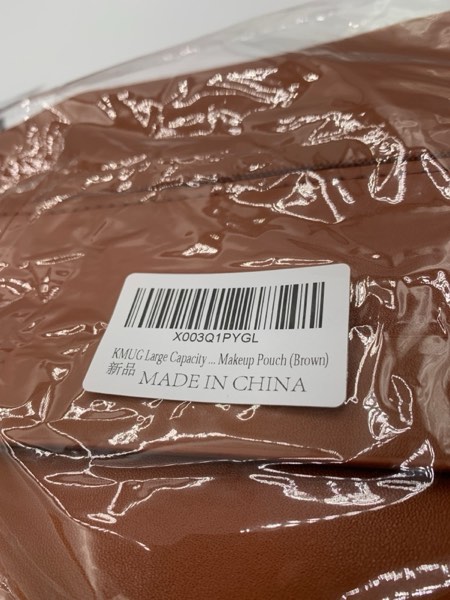 X003Q1PYGL
KMUG Large Capacity ... Makeup Pouch (Brown)
新品
MADE IN CHINA